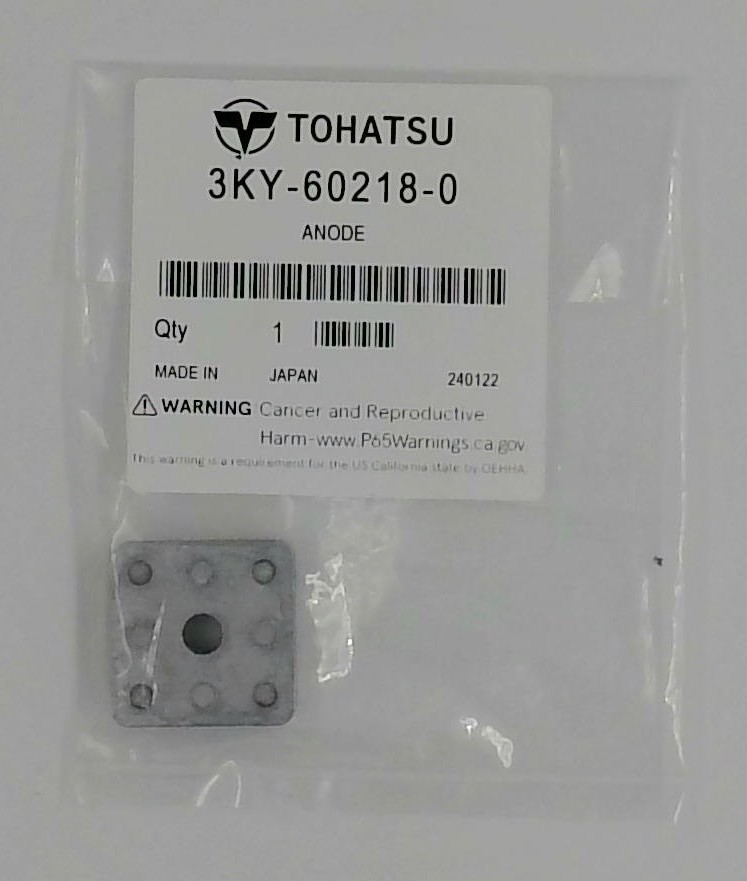 TOHATSU
3KY-60218-0
ANODE
Qty 1
MADE IN JAPAN 240122
WARNING Cancer and Reproductive
Harm-www.P65Warnings.ca.gov
This warning is a requirement for the US California state by OEHHA